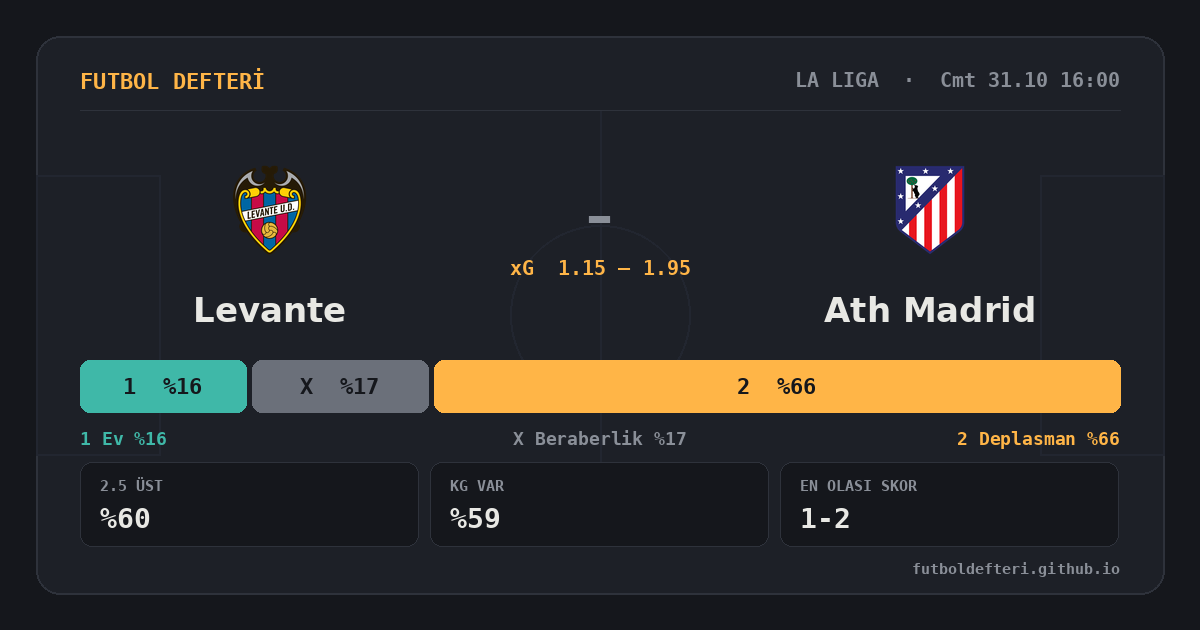 FUTBOL DEFTERİ
LA LIGA · Cmt 31.10 16:00
LEVANTE U.D.
–
xG 1.15 – 1.95
Levante
Ath Madrid
1 %16
X %17
2 %66
1 Ev %16
X Beraberlik %17
2 Deplasman %66
2.5 ÜST
%60
KG VAR
%59
EN OLASI SKOR
1-2
futboldefteri.github.io